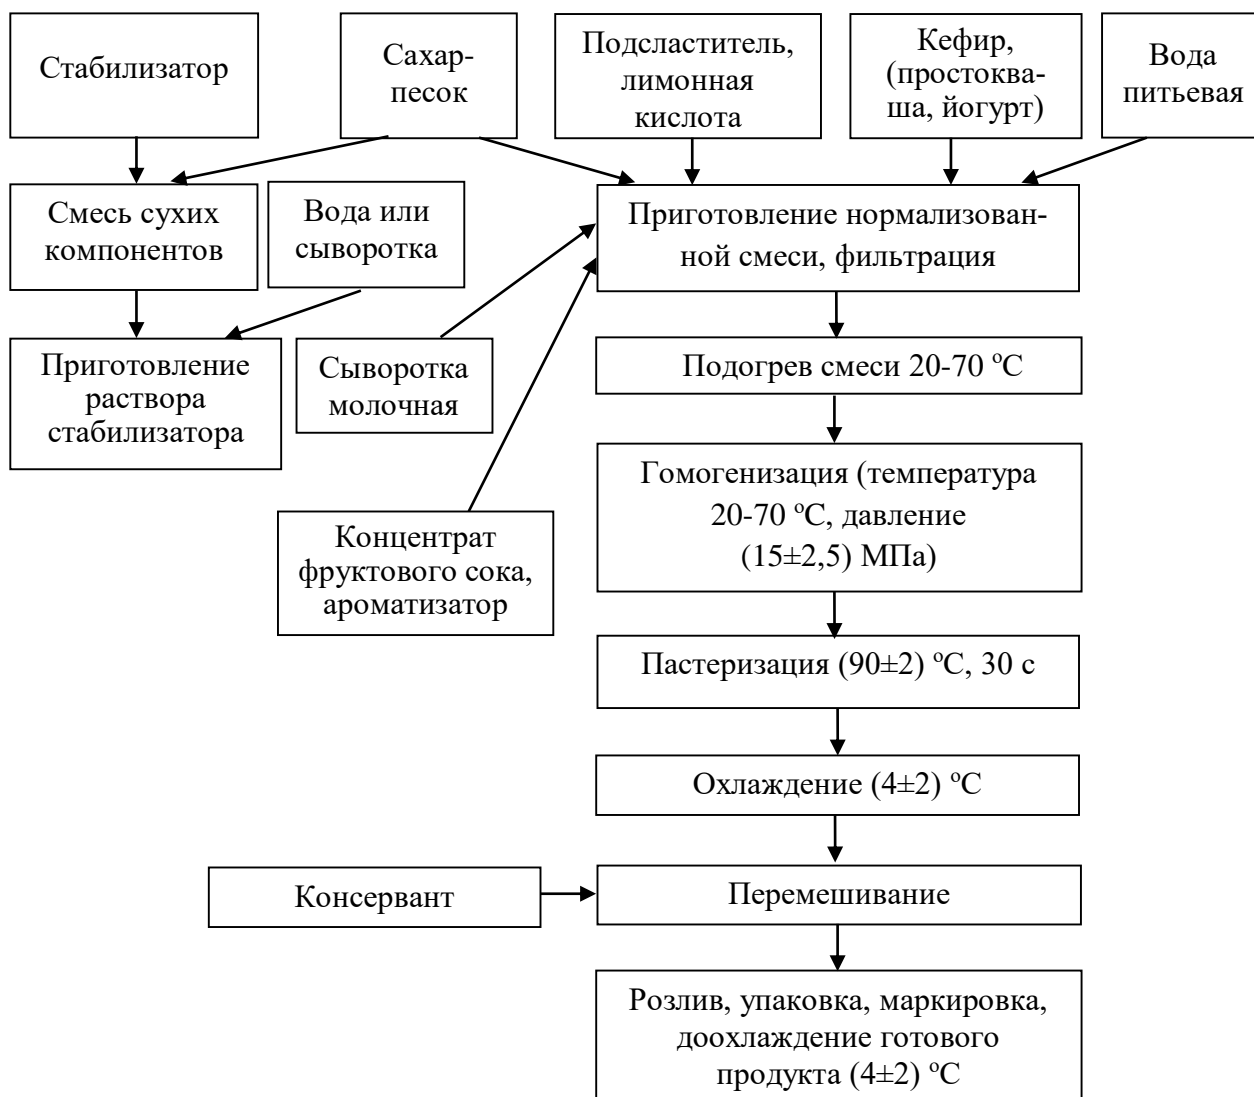 Стабилизатор
Сахар-
песок
Подсластитель,
лимонная
кислота
Кефир,
(простоква-
ша, йогурт)
Вода
питьевая
Смесь сухих
компонентов
Вода или
сыворотка
Приготовление нормализован-
ной смеси, фильтрация
Приготовление
раствора
стабилизатора
Сыворотка
молочная
Подогрев смеси 20-70 ºС
Концентрат
фруктового сока,
ароматизатор
Гомогенизация (температура
20-70 ºС, давление
(15±2,5) МПа)
Пастеризация (90±2) ºС, 30 с
Охлаждение (4±2) ºС
Консервант
Перемешивание
Розлив, упаковка, маркировка,
доохлаждение готового
продукта (4±2) ºС